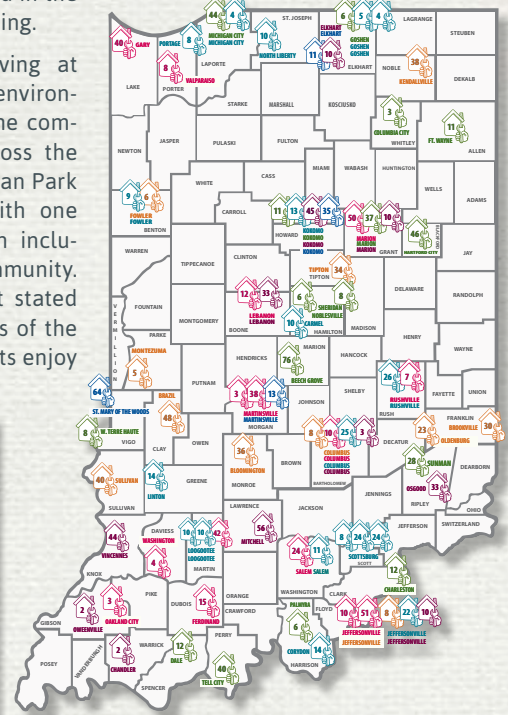 d in the
ing.
ving at
environ-
ne com-
oss the
an Park
ith one
n inclu-
mmunity.
t stated
s of the
ts enjoy
44 4
MICHIGAN CITY
MICHIGAN CITY
40 GARY
PORTAGE 8
8
VALPARAISO
10
NORTH LIBERTY
ST. JOSEPH
ELKHART
ELKHART
11 10
6 5 4
GOSHEN
GOSHEN
GOSHEN
LAGRANGE
STEUBEN
LAKE
PORTER
LAPORTE
STARKE
MARSHALL
ELKHART
KOSCIUSKO
NOBLE
38
KENDALLVILLE
DEKALB
3
COLUMBIA CITY
WHITLEY
11
FT. WAYNE
ALLEN
NEWTON
JASPER
PULASKI
FULTON
MIAMI
WABASH
HUNTINGTON
WELLS
ADAMS
WHITE
CASS
CARROLL
9 6
FOWLER
FOWLER
BENTON
11 13 45 35
HOWARD
KOKOMO
KOKOMO
KOKOMO
KOKOMO
50 37 10
MARION
MARION
MARION
GRANT
46
HARTFORD CITY
BLACKFORD
JAY
WARREN
TIPPECANOE
CLINTON
TIPTON 34
TIPTON
12 33
LEBANON
LEBANON
BOONE
6
SHERIDAN
8
NOBLESVILLE
10
CARMEL
HAMILTON
MADISON
DELAWARE
RANDOLPH
FOUNTAIN
VERMILLION
MONTGOMERY
PARKE
MONTEZUMA
5
PUTNAM
HENDRICKS
MARION
76
BEECH GROVE
HANCOCK
HENRY
WAYNE
26 7
RUSHVILLE
RUSHVILLE
RUSH
FAYETTE
UNION
64
ST. MARY OF THE WOODS
BRAZIL
48
3 38 13
MARTINSVILLE
MARTINSVILLE
MORGAN
JOHNSON
SHELBY
8
W. TERRE HAUTE
VIGO
CLAY
OWEN
36
BLOOMINGTON
MONROE
BROWN
8 10 25 3
COLUMBUS
COLUMBUS
COLUMBUS
COLUMBUS
BARTHOLOMEW
DECATUR
FRANKLIN
BROOKVILLE
30
23
OLDENBURG
28
SUNMAN
DEARBORN
40
SULLIVAN
SULLIVAN
14
LINTON
GREENE
LAWRENCE
JACKSON
JENNINGS
OSGOOD
33
RIPLEY
OHIO
SWITZERLAND
JEFFERSON
44
VINCENNES
KNOX
DAVIESS
WASHINGTON
4
10 10 42
LOOGOOTEE
LOOGOOTEE
MARTIN
56
MITCHELL
24 11
SALEM SALEM
8 24 24
SCOTTSBURG
SCOTT
12
CHARLESTON
WASHINGTON
CLARK
2
OWENVILLE
3
OAKLAND CITY
GIBSON
PIKE
DUBOIS
15
FERDINAND
ORANGE
CRAWFORD
PALMYRA
6
FLOYD
10 51 8 22 10
JEFFERSONVILLE
JEFFERSONVILLE
JEFFERSONVILLE
JEFFERSONVILLE
CORYDON
14
HARRISON
POSEY
VANDERBURGH
2
CHANDLER
WARRICK
12
DALE
PERRY
40
TELL CITY
SPENCER